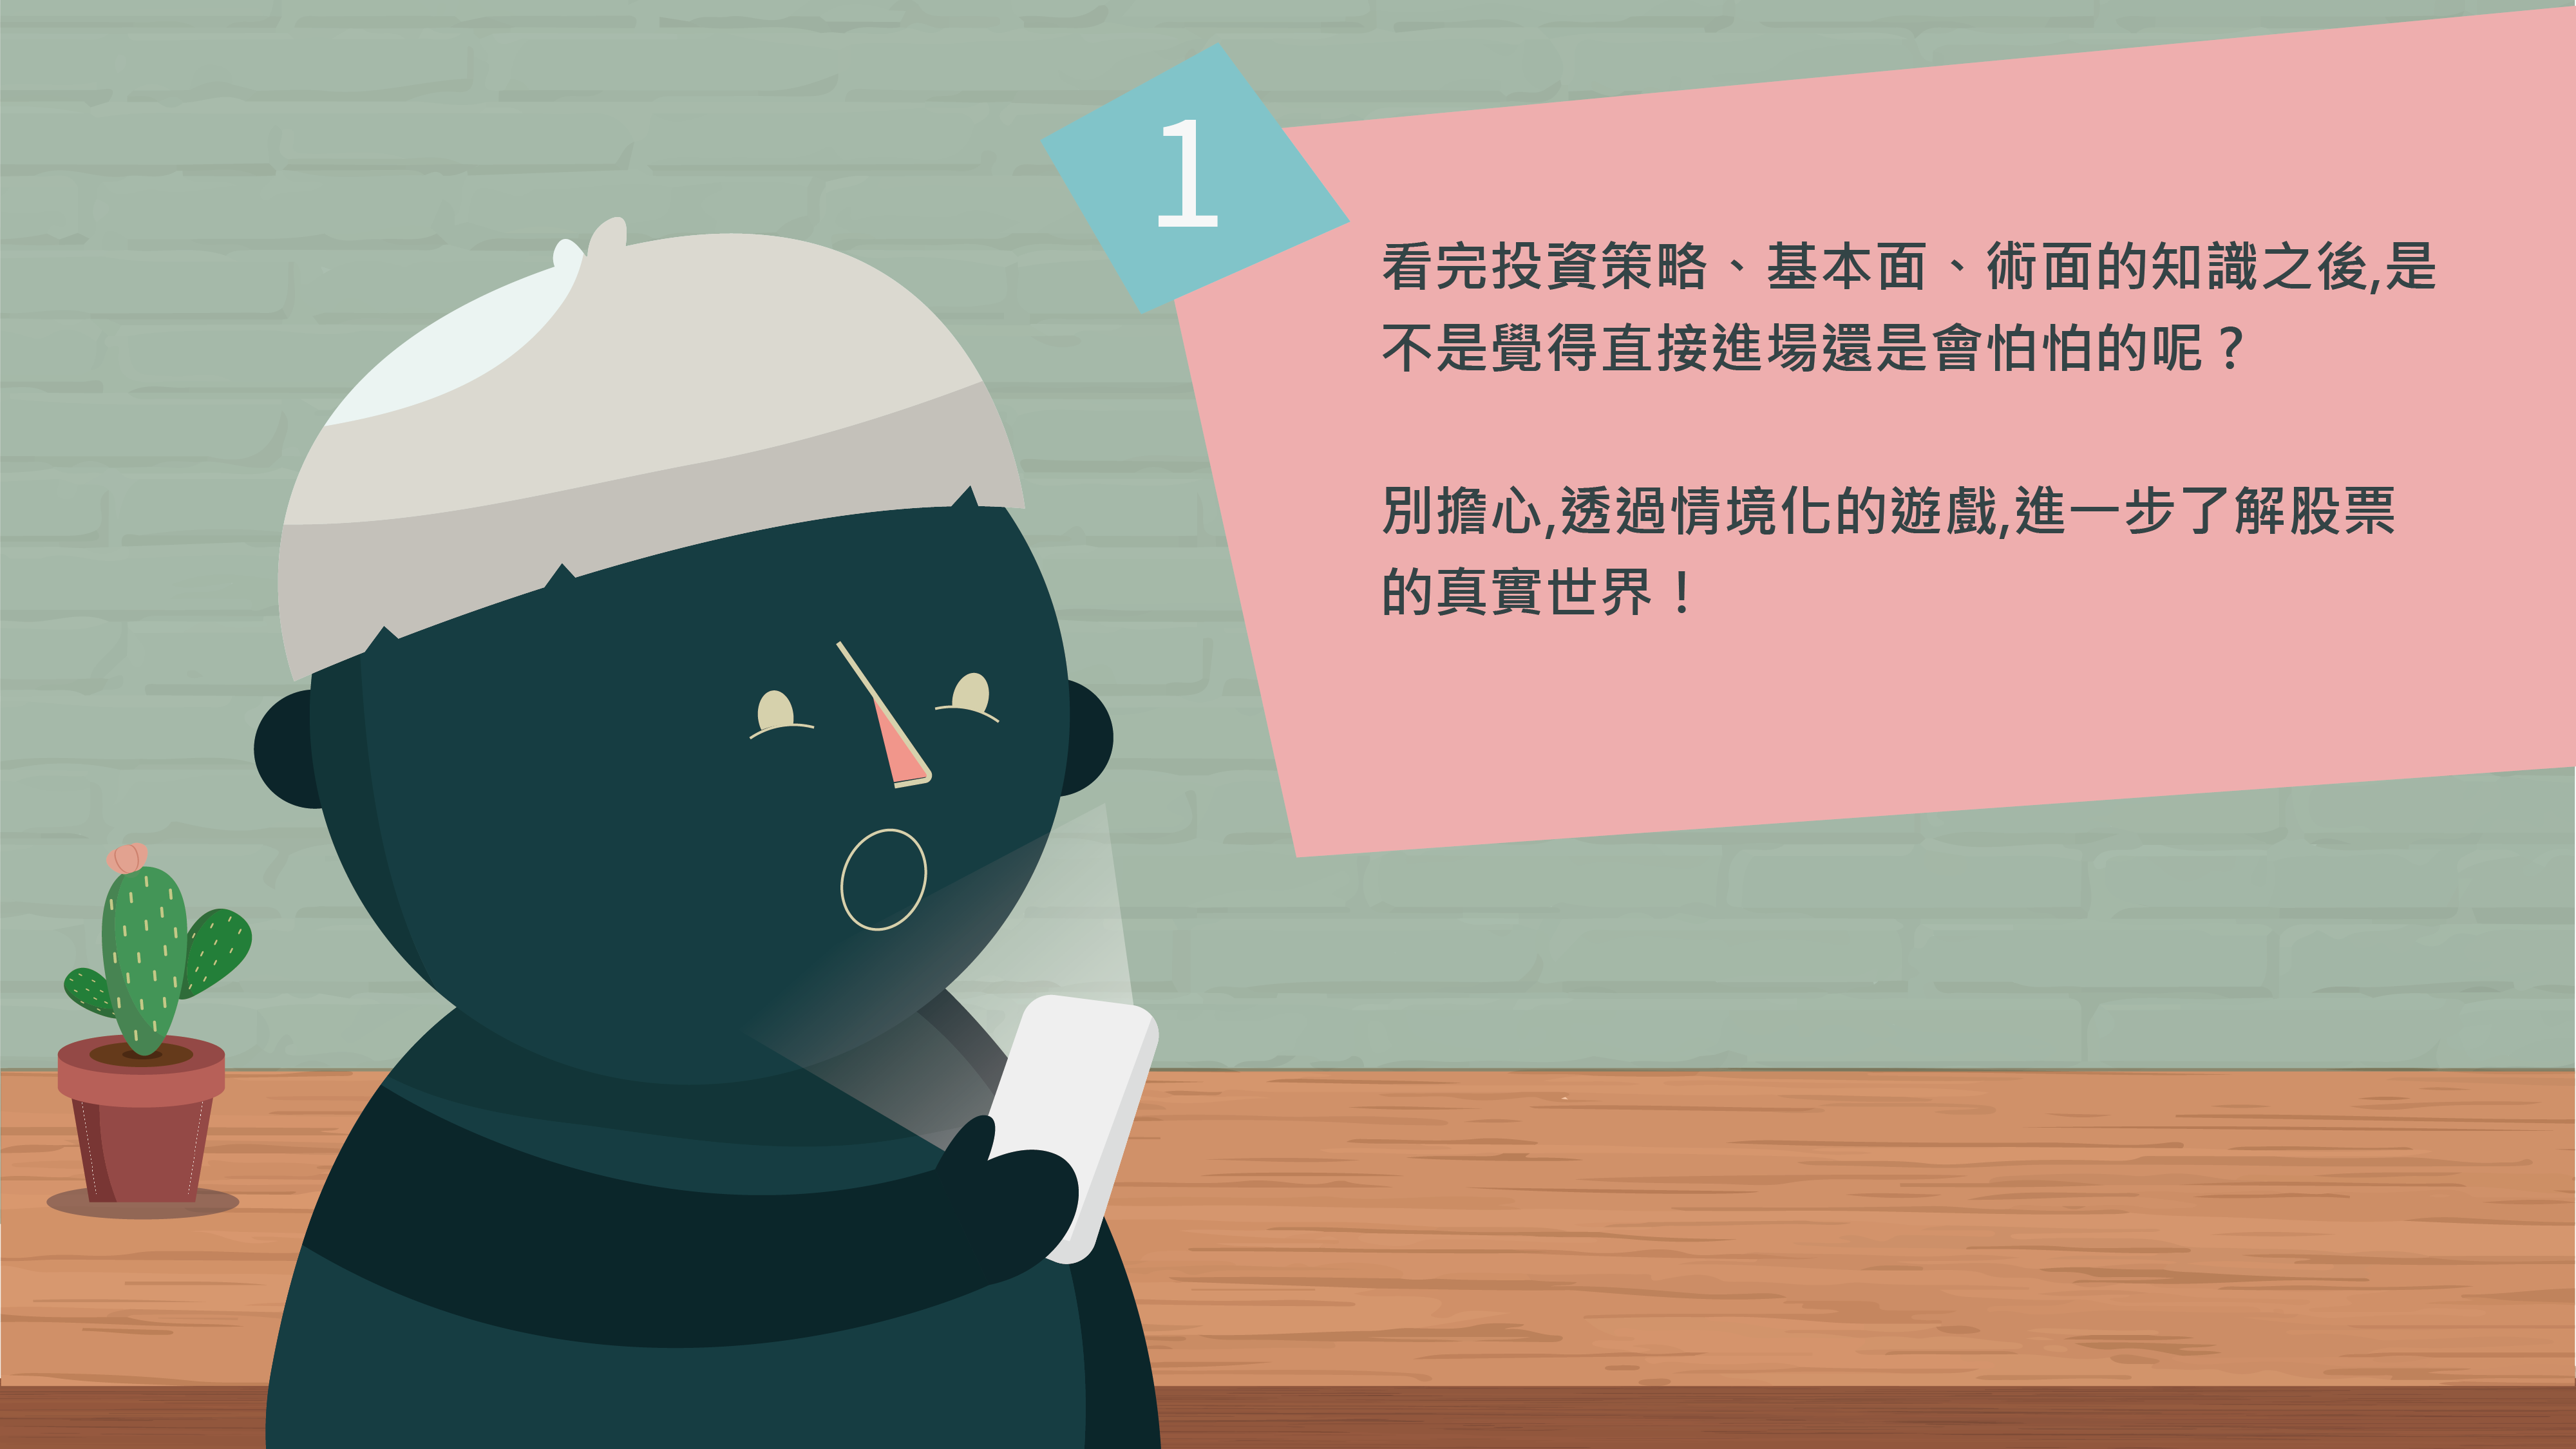 1
看完投資策略、基本面、術面的知識之後,是
不是覺得直接進場還是會怕怕的呢?
別擔心,透過情境化的遊戲,進一步了解股票
的真實世界!